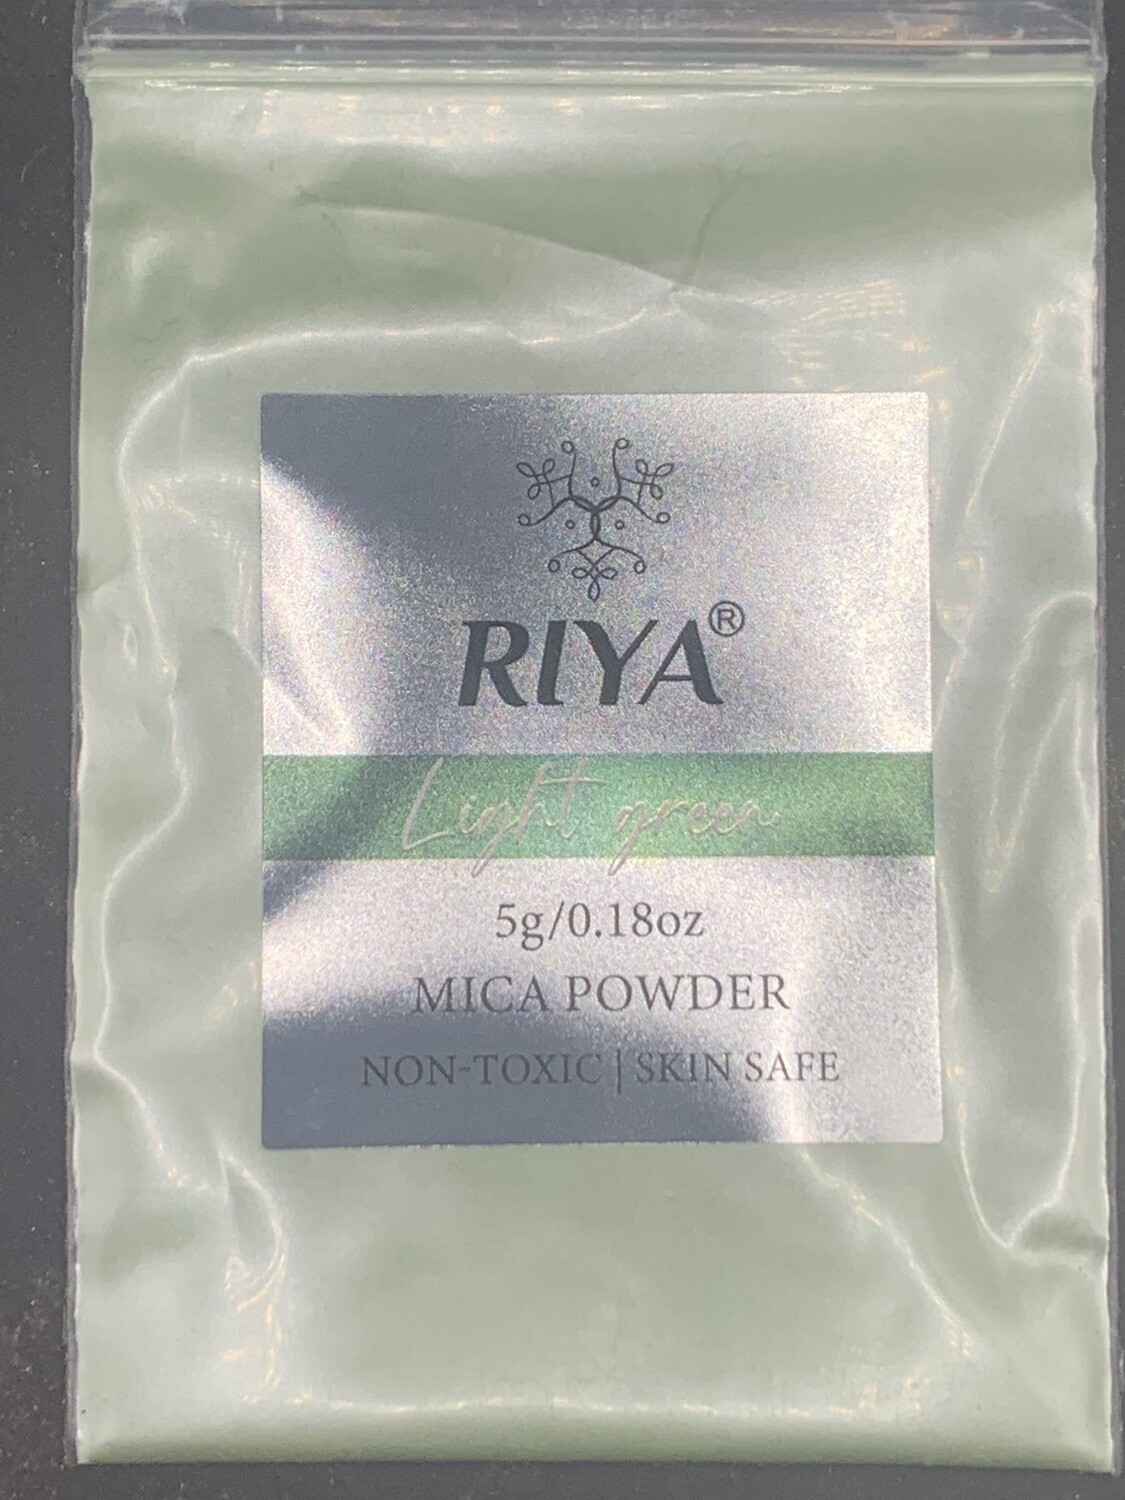 RIYA®
Light green
5g/0.18oz
MICA POWDER
NON-TOXIC | SKIN SAFE